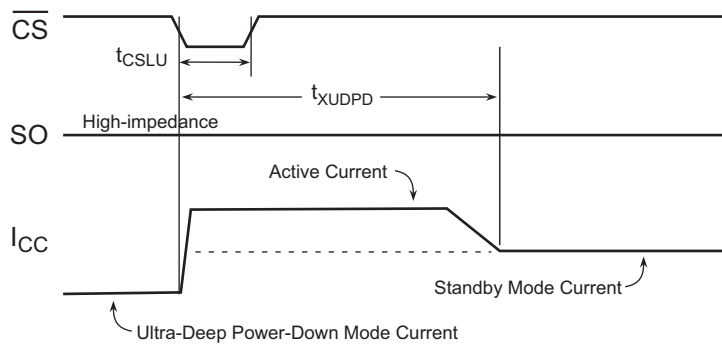 CS
tCSLU
tXUDPD
High-impedance
SO
Active Current
ICC
Standby Mode Current
Ultra-Deep Power-Down Mode Current